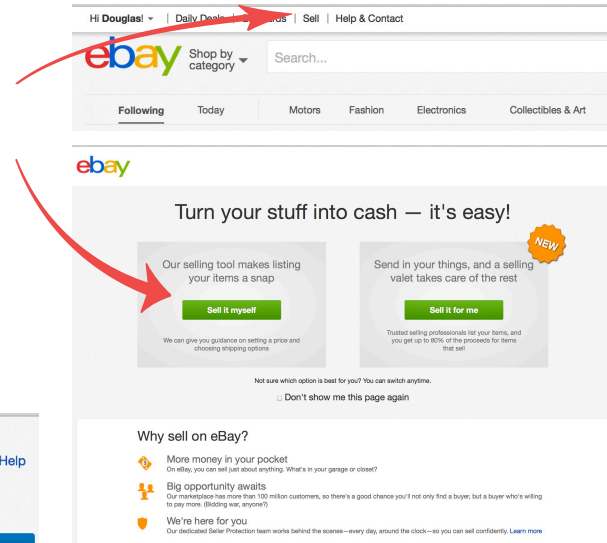 Hi Douglas! | Daily Deals | | Sell | Help & Contact
ebay Shop by category Search...
Following Today Motors Fashion Electronics Collectibles & Art
ebay
Turn your stuff into cash — it's easy!
NEW
Our selling tool makes listing
your items a snap
Sell it myself
We can give you guidance on setting a price and
choosing shipping options
Send in your things, and a selling
valet takes care of the rest
Sell it for me
Trusted selling professionals list your items, and
you get up to 80% of the proceeds for items
that sell
Not sure which option is best for you? You can switch anytime.
Don't show me this page again
Why sell on eBay?
More money in your pocket
On eBay, you can sell just about anything. What's in your garage or closet?
Big opportunity awaits
Our marketplace has more than 100 million customers, so there's a good chance you'll not only find a buyer, but a buyer who's willing
to pay more. (Bidding war, anyone?)
We're here for you
Our dedicated Seller Protection team works behind the scenes—every day, around the clock—so you can sell confidently. Learn more
Help